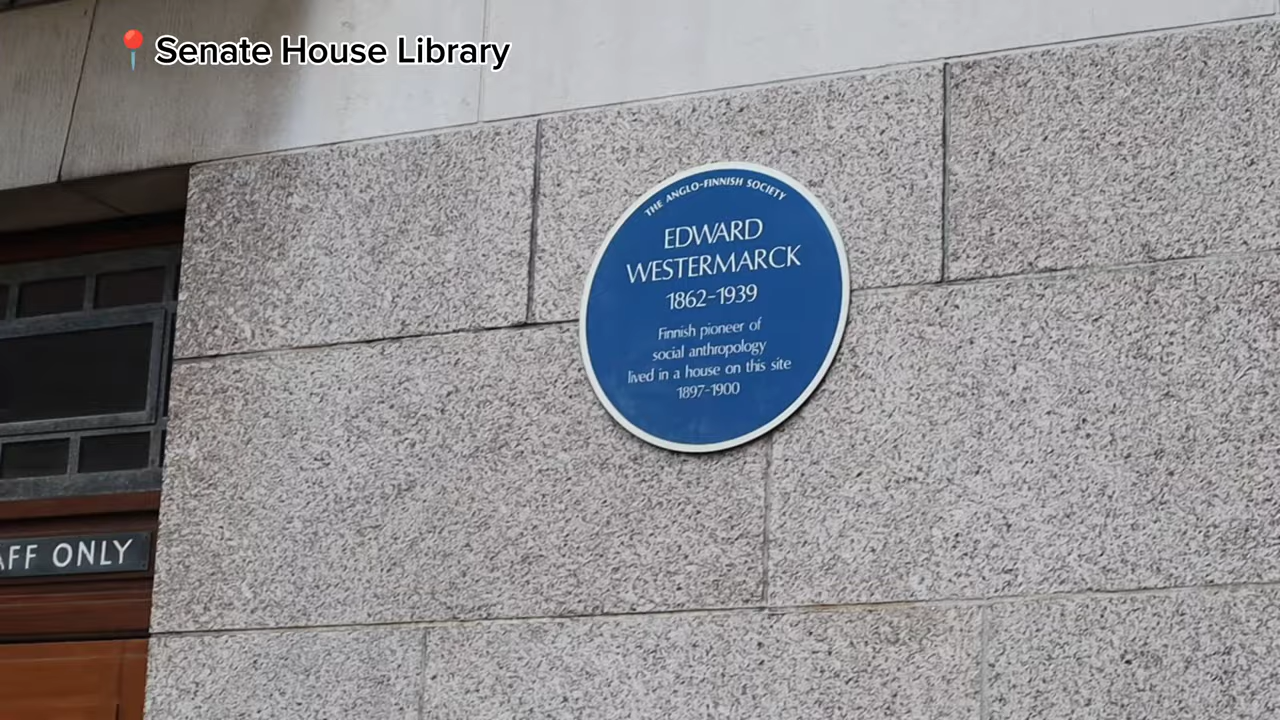 Senate House Library
THE ANGLO-FINNISH SOCIETY
EDWARD
WESTERMARCK
1862-1939
Finnish pioneer of
social anthropology
lived in a house on this site
1897-1900
AFF ONLY